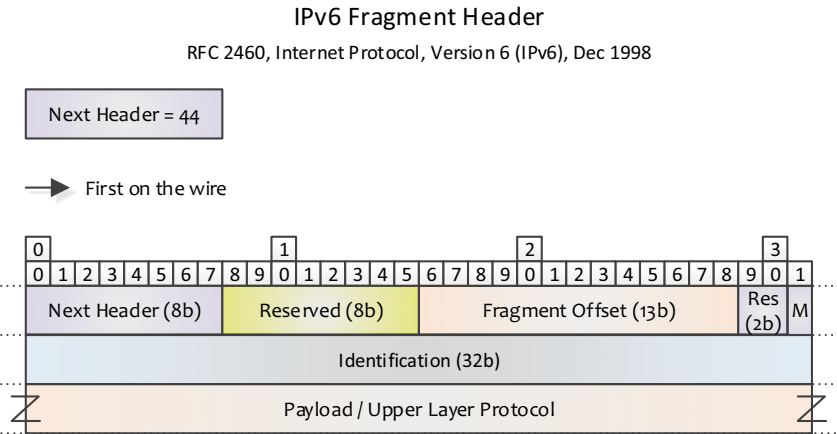 IPv6 Fragment Header
RFC 2460, Internet Protocol, Version 6 (IPv6), Dec 1998
Next Header = 44
First on the wire
0 1 2 3
0 1 2 3 4 5 6 7 8 9 0 1 2 3 4 5 6 7 8 9 0 1 2 3 4 5 6 7 8 9 0 1
Next Header (8b) Reserved (8b) Fragment Offset (13b) Res (2b) M
Identification (32b)
Payload / Upper Layer Protocol